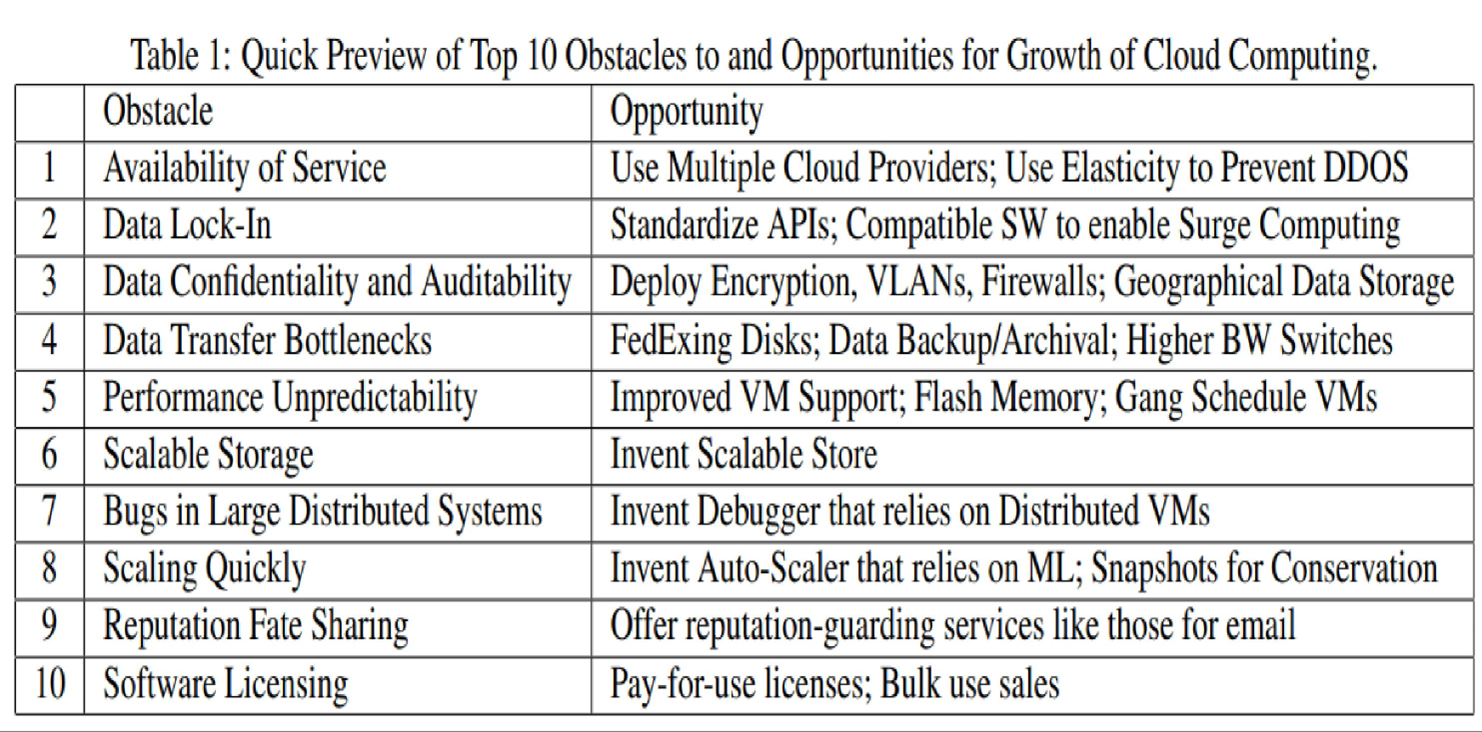 Table 1: Quick Preview of Top 10 Obstacles to and Opportunities for Growth of Cloud Computing.
Obstacle Opportunity
1 Availability of Service Use Multiple Cloud Providers; Use Elasticity to Prevent DDOS
2 Data Lock-In Standardize APIs; Compatible SW to enable Surge Computing
3 Data Confidentiality and Auditability Deploy Encryption, VLANs, Firewalls; Geographical Data Storage
4 Data Transfer Bottlenecks FedExing Disks; Data Backup/Archival; Higher BW Switches
5 Performance Unpredictability Improved VM Support; Flash Memory; Gang Schedule VMs
6 Scalable Storage Invent Scalable Store
7 Bugs in Large Distributed Systems Invent Debugger that relies on Distributed VMs
8 Scaling Quickly Invent Auto-Scaler that relies on ML; Snapshots for Conservation
9 Reputation Fate Sharing Offer reputation-guarding services like those for email
10 Software Licensing Pay-for-use licenses; Bulk use sales